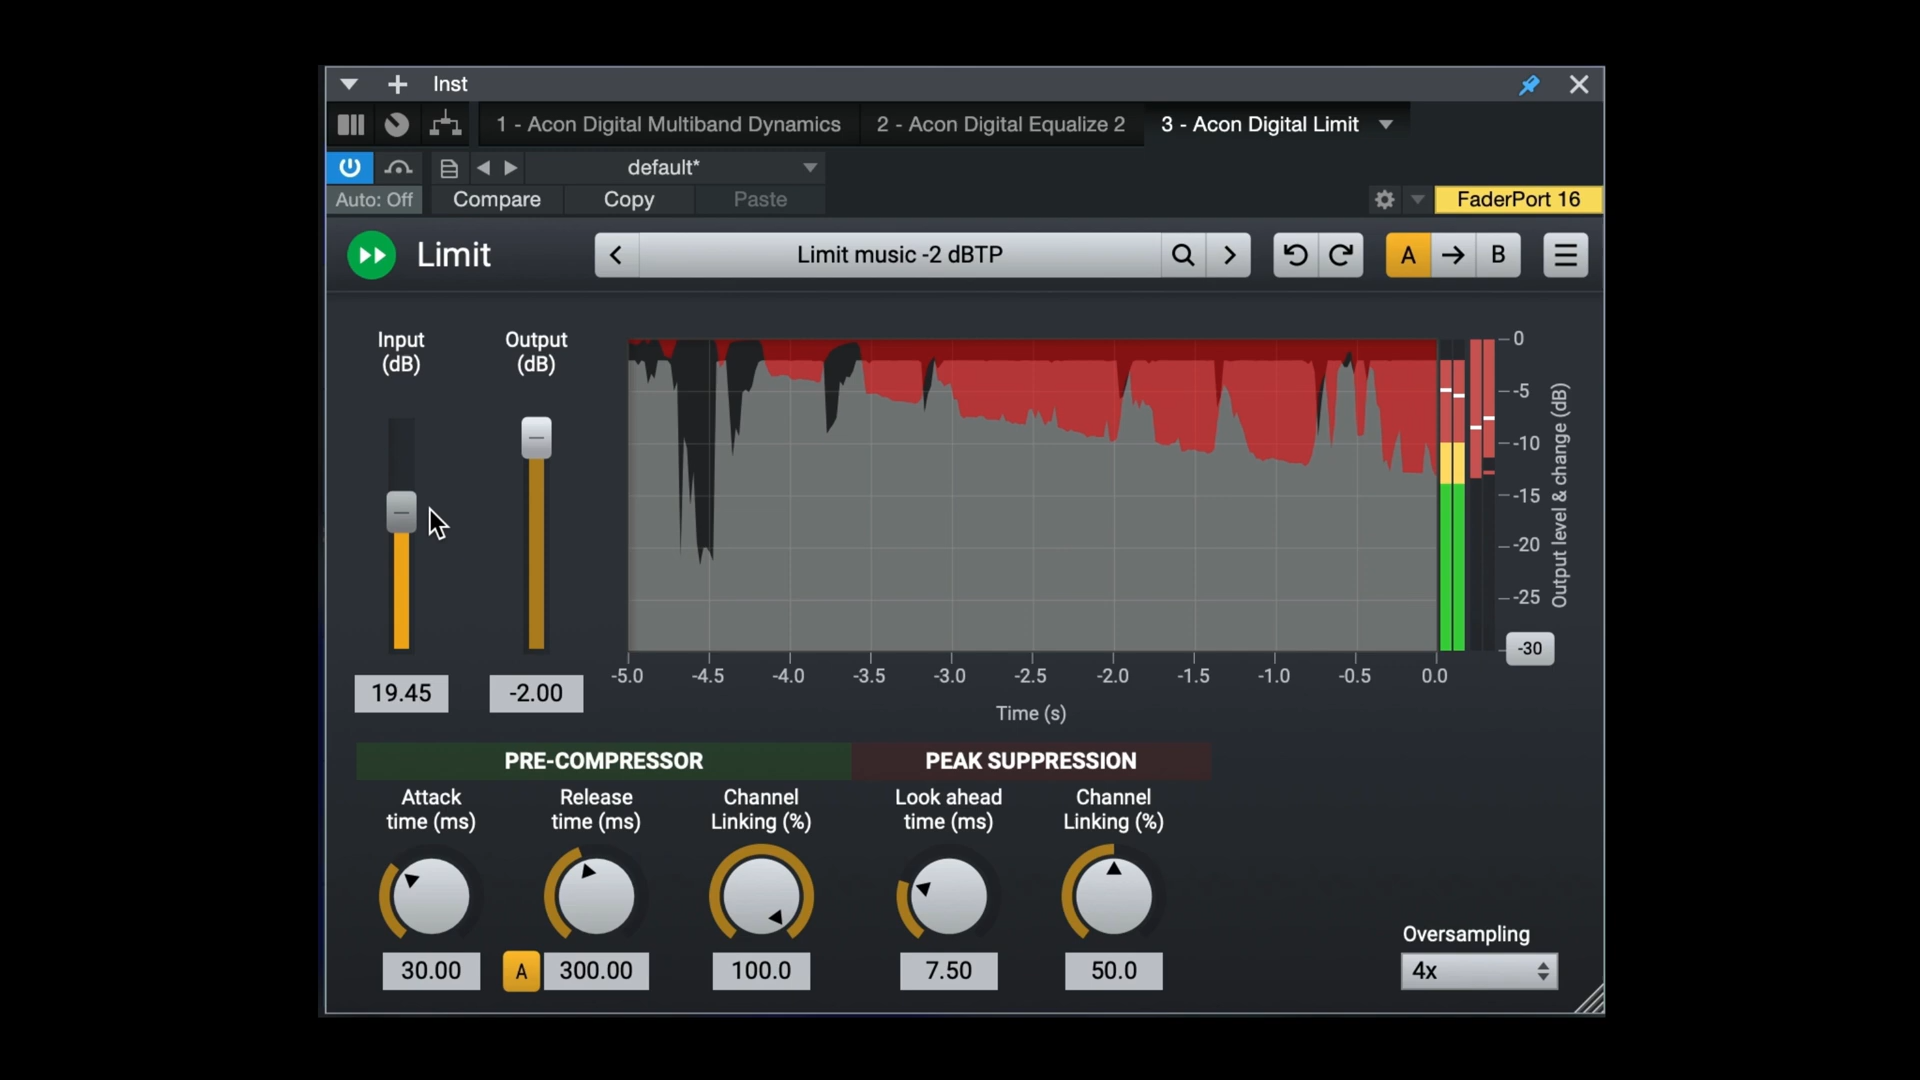 Inst
1 - Acon Digital Multiband Dynamics
2 - Acon Digital Equalize 2
3 - Acon Digital Limit
default*
Auto: Off
Compare
Copy
Paste
FaderPort 16
Limit
Limit music -2 dBTP
A
B
Input
(dB)
Output
(dB)
19.45
-2.00
0
-5
-10
-15
-20
-25
-30
Output level & change (dB)
-5.0
-4.5
-4.0
-3.5
-3.0
-2.5
-2.0
-1.5
-1.0
-0.5
0.0
Time (s)
PRE-COMPRESSOR
PEAK SUPPRESSION
Attack
time (ms)
Release
time (ms)
Channel
Linking (%)
Look ahead
time (ms)
Channel
Linking (%)
30.00
A
300.00
100.0
7.50
50.0
Oversampling
4x